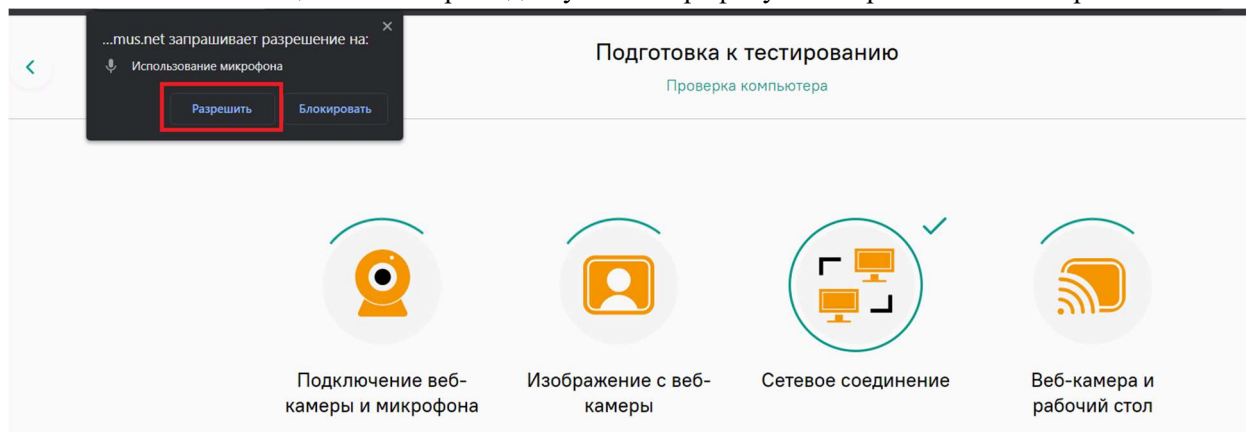 ...mus.net запрашивает разрешение на:
Использование микрофона
Разрешить Блокировать
Подготовка к тестированию
Проверка компьютера
Подключение веб-
камеры и микрофона
Изображение с веб-
камеры
Сетевое соединение
Веб-камера и
рабочий стол